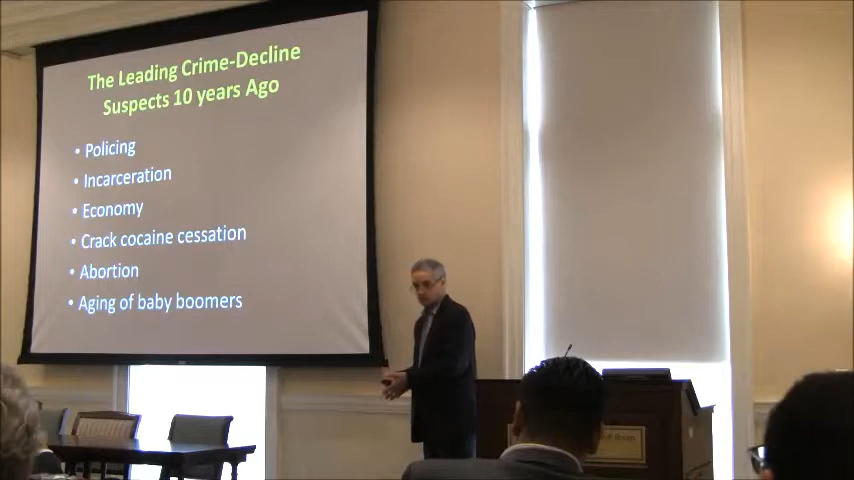 The Leading Crime-Decline
Suspects 10 years Ago
• Policing
• Incarceration
• Economy
• Crack cocaine cessation
• Abortion
• Aging of baby boomers